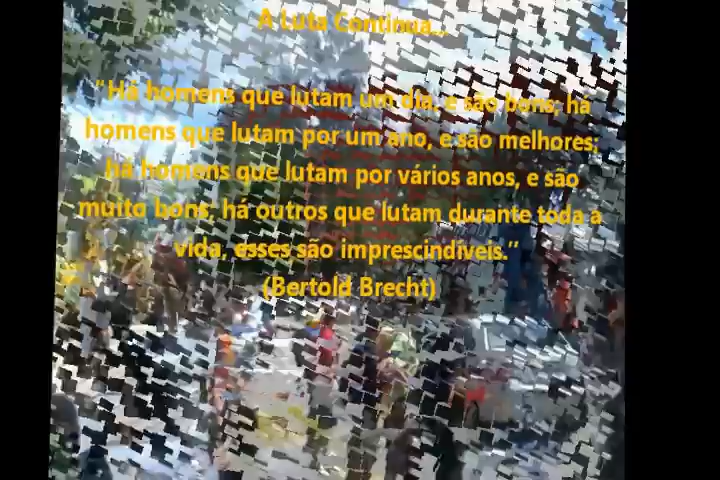 A Luta Continua...
"Há homens que lutam um dia, e são bons; há
homens que lutam por um ano, e são melhores;
há homens que lutam por vários anos, e são
muito bons; há outros que lutam durante toda a
vida, esses são imprescindíveis."
(Bertold Brecht)